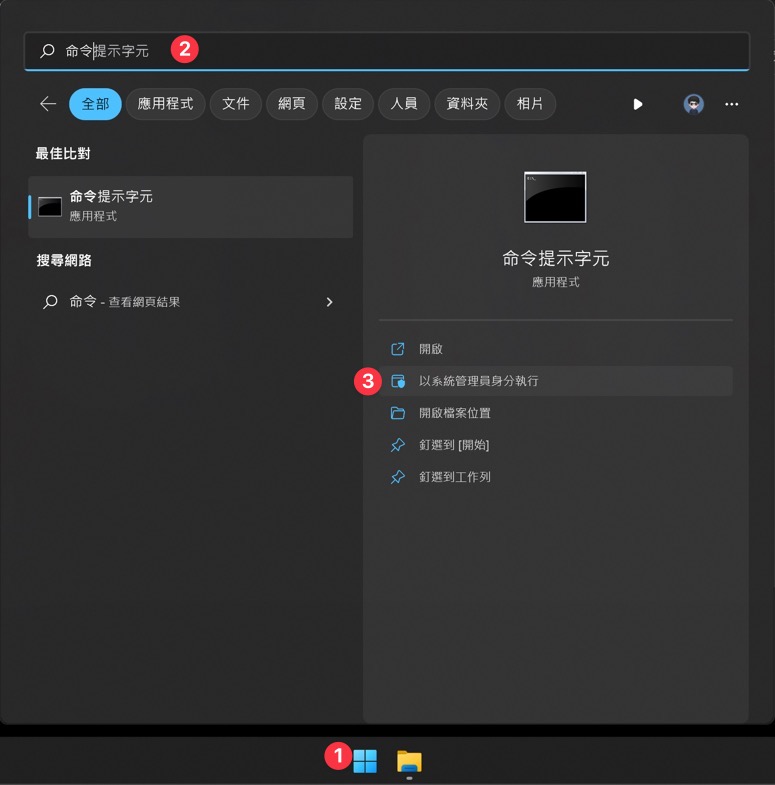 命令提示字元
2
全部
應用程式
文件
網頁
設定
人員
資料夾
相片
最佳比對
命令提示字元
應用程式
搜尋網路
命令 - 查看網頁結果
命令提示字元
應用程式
開啟
3
以系統管理員身分執行
開啟檔案位置
釘選到 [開始]
釘選到工作列
1